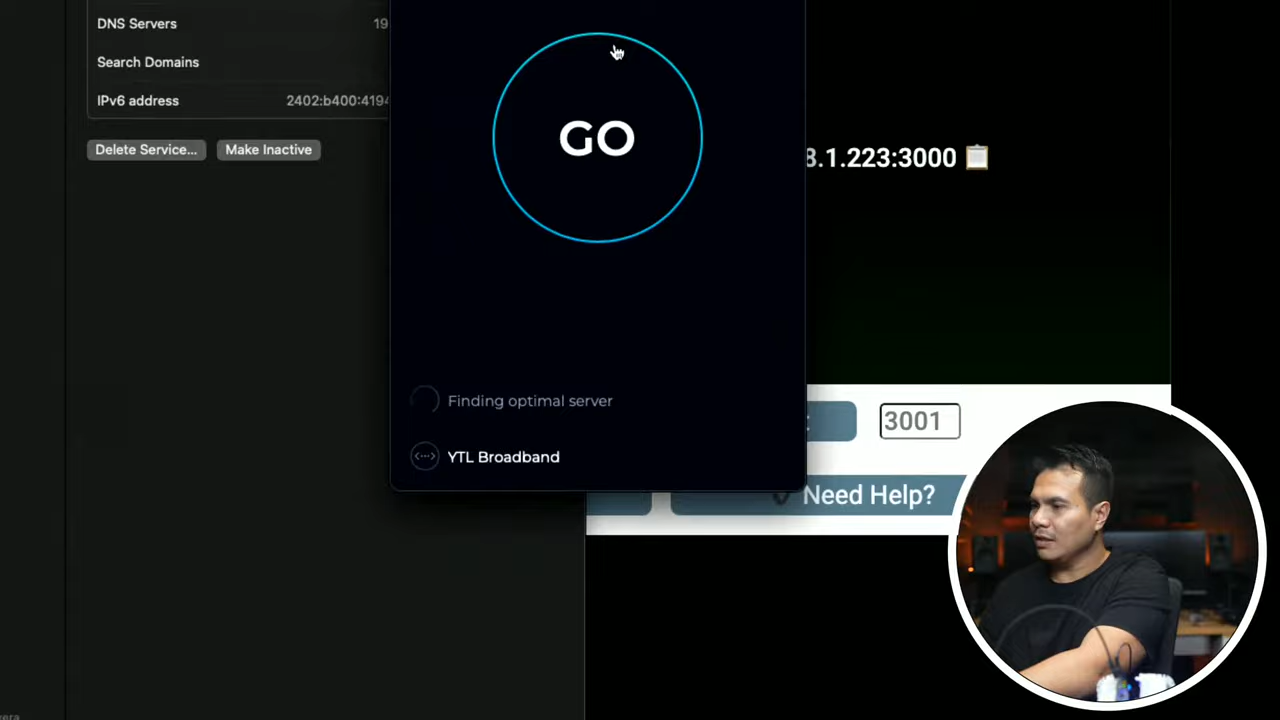 DNS Servers 19
Search Domains
IPv6 address 2402:b400:4194
Delete Service... Make Inactive
GO
3.1.223:3000
Finding optimal server
YTL Broadband
3001
Need Help?